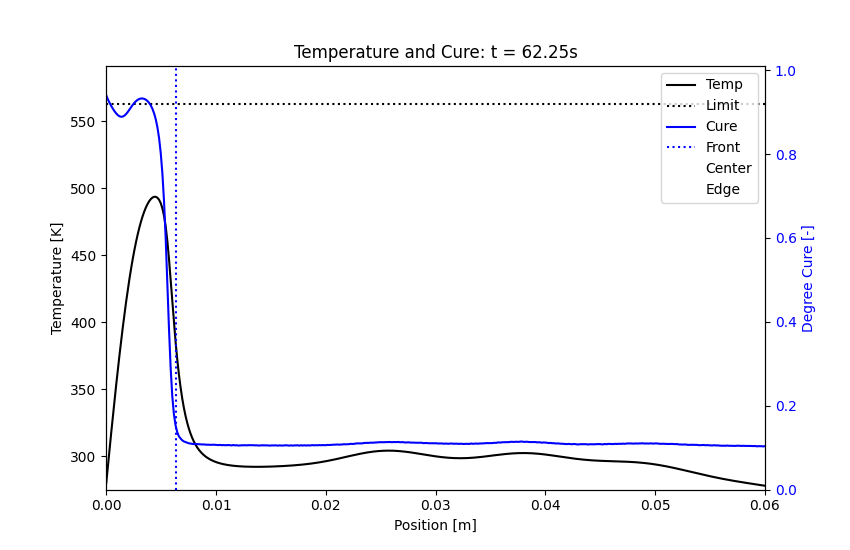 Temperature and Cure: t = 62.25s
Temp
Limit
Cure
Front
Center
Edge
Temperature [K]
550
500
450
400
350
300
Degree Cure [-]
1.0
0.8
0.6
0.4
0.2
0.0
0.00 0.01 0.02 0.03 0.04 0.05 0.06
Position [m]